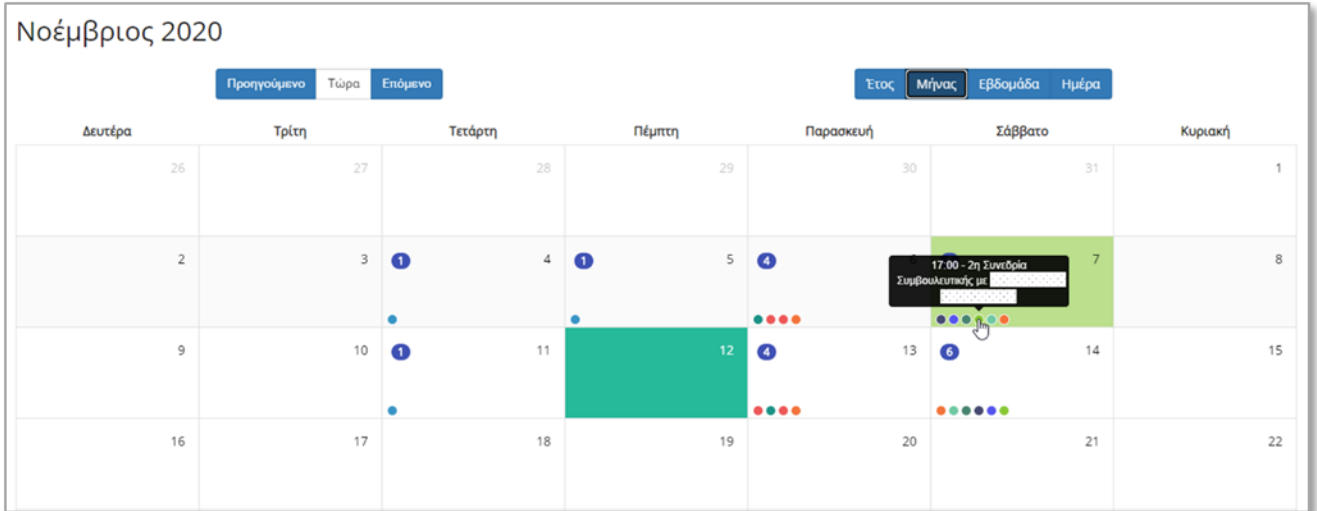 Νοέμβριος 2020
Προηγούμενο Τώρα Επόμενο Έτος Μήνας Εβδομάδα Ημέρα
Δευτέρα Τρίτη Τετάρτη Πέμπτη Παρασκευή Σάββατο Κυριακή
26 27 28 29 30 31 1
2 3 1 4 1 5 4 7 8
17:00 - 2η Συνεδρία
Συμβουλευτικής με
9 10 1 11 12 4 13 6 14 15
16 17 18 19 20 21 22